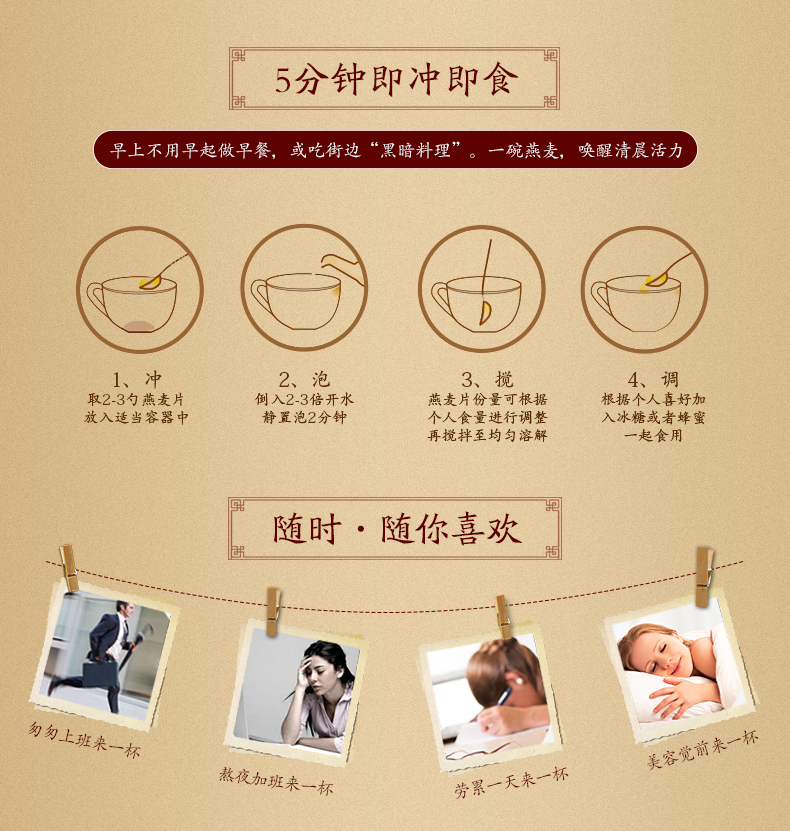 5分钟即冲即食
早上不用早起做早餐，或吃街边“黑暗料理”。一碗燕麦，唤醒清晨活力
1、冲
取2-3勺燕麦片
放入适当容器中
2、泡
倒入2-3倍开水
静置泡2分钟
3、搅
燕麦片份量可根据
个人食量进行调整
再搅拌至均匀溶解
4、调
根据个人喜好加
入冰糖或者蜂蜜
一起食用
随时·随你喜欢
匆匆上班来一杯
熬夜加班来一杯
劳累一天来一杯
美容觉前来一杯